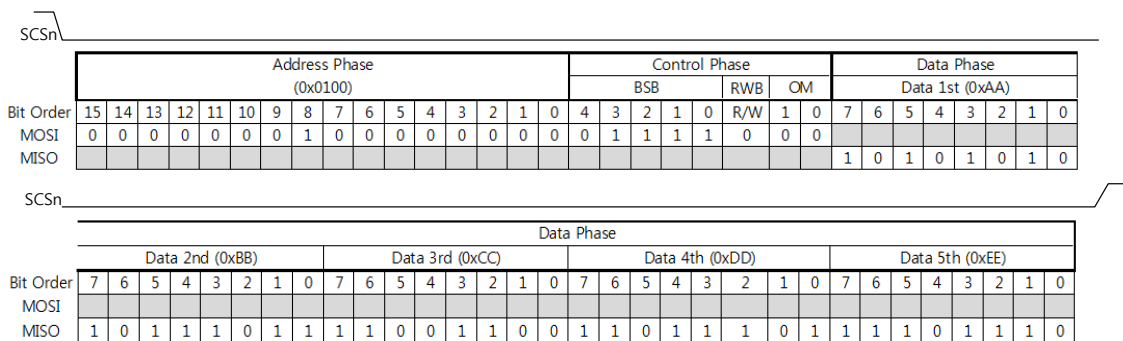 SCSn
Address Phase Control Phase Data Phase
(0x0100) BSB RWB OM Data 1st (0xAA)
Bit Order 15 14 13 12 11 10 9 8 7 6 5 4 3 2 1 0 4 3 2 1 0 R/W 1 0 7 6 5 4 3 2 1 0
MOSI 0 0 0 0 0 0 0 1 0 0 0 0 0 0 0 0 0 1 1 1 1 0 0 0
MISO 1 0 1 0 1 0 1 0
SCSn
Data Phase
Data 2nd (0xBB) Data 3rd (0xCC) Data 4th (0xDD) Data 5th (0xEE)
Bit Order 7 6 5 4 3 2 1 0 7 6 5 4 3 2 1 0 7 6 5 4 3 2 1 0 7 6 5 4 3 2 1 0
MOSI
MISO 1 0 1 1 1 0 1 1 1 1 0 0 1 1 0 0 1 1 0 1 1 1 0 1 1 1 1 0 1 1 1 0